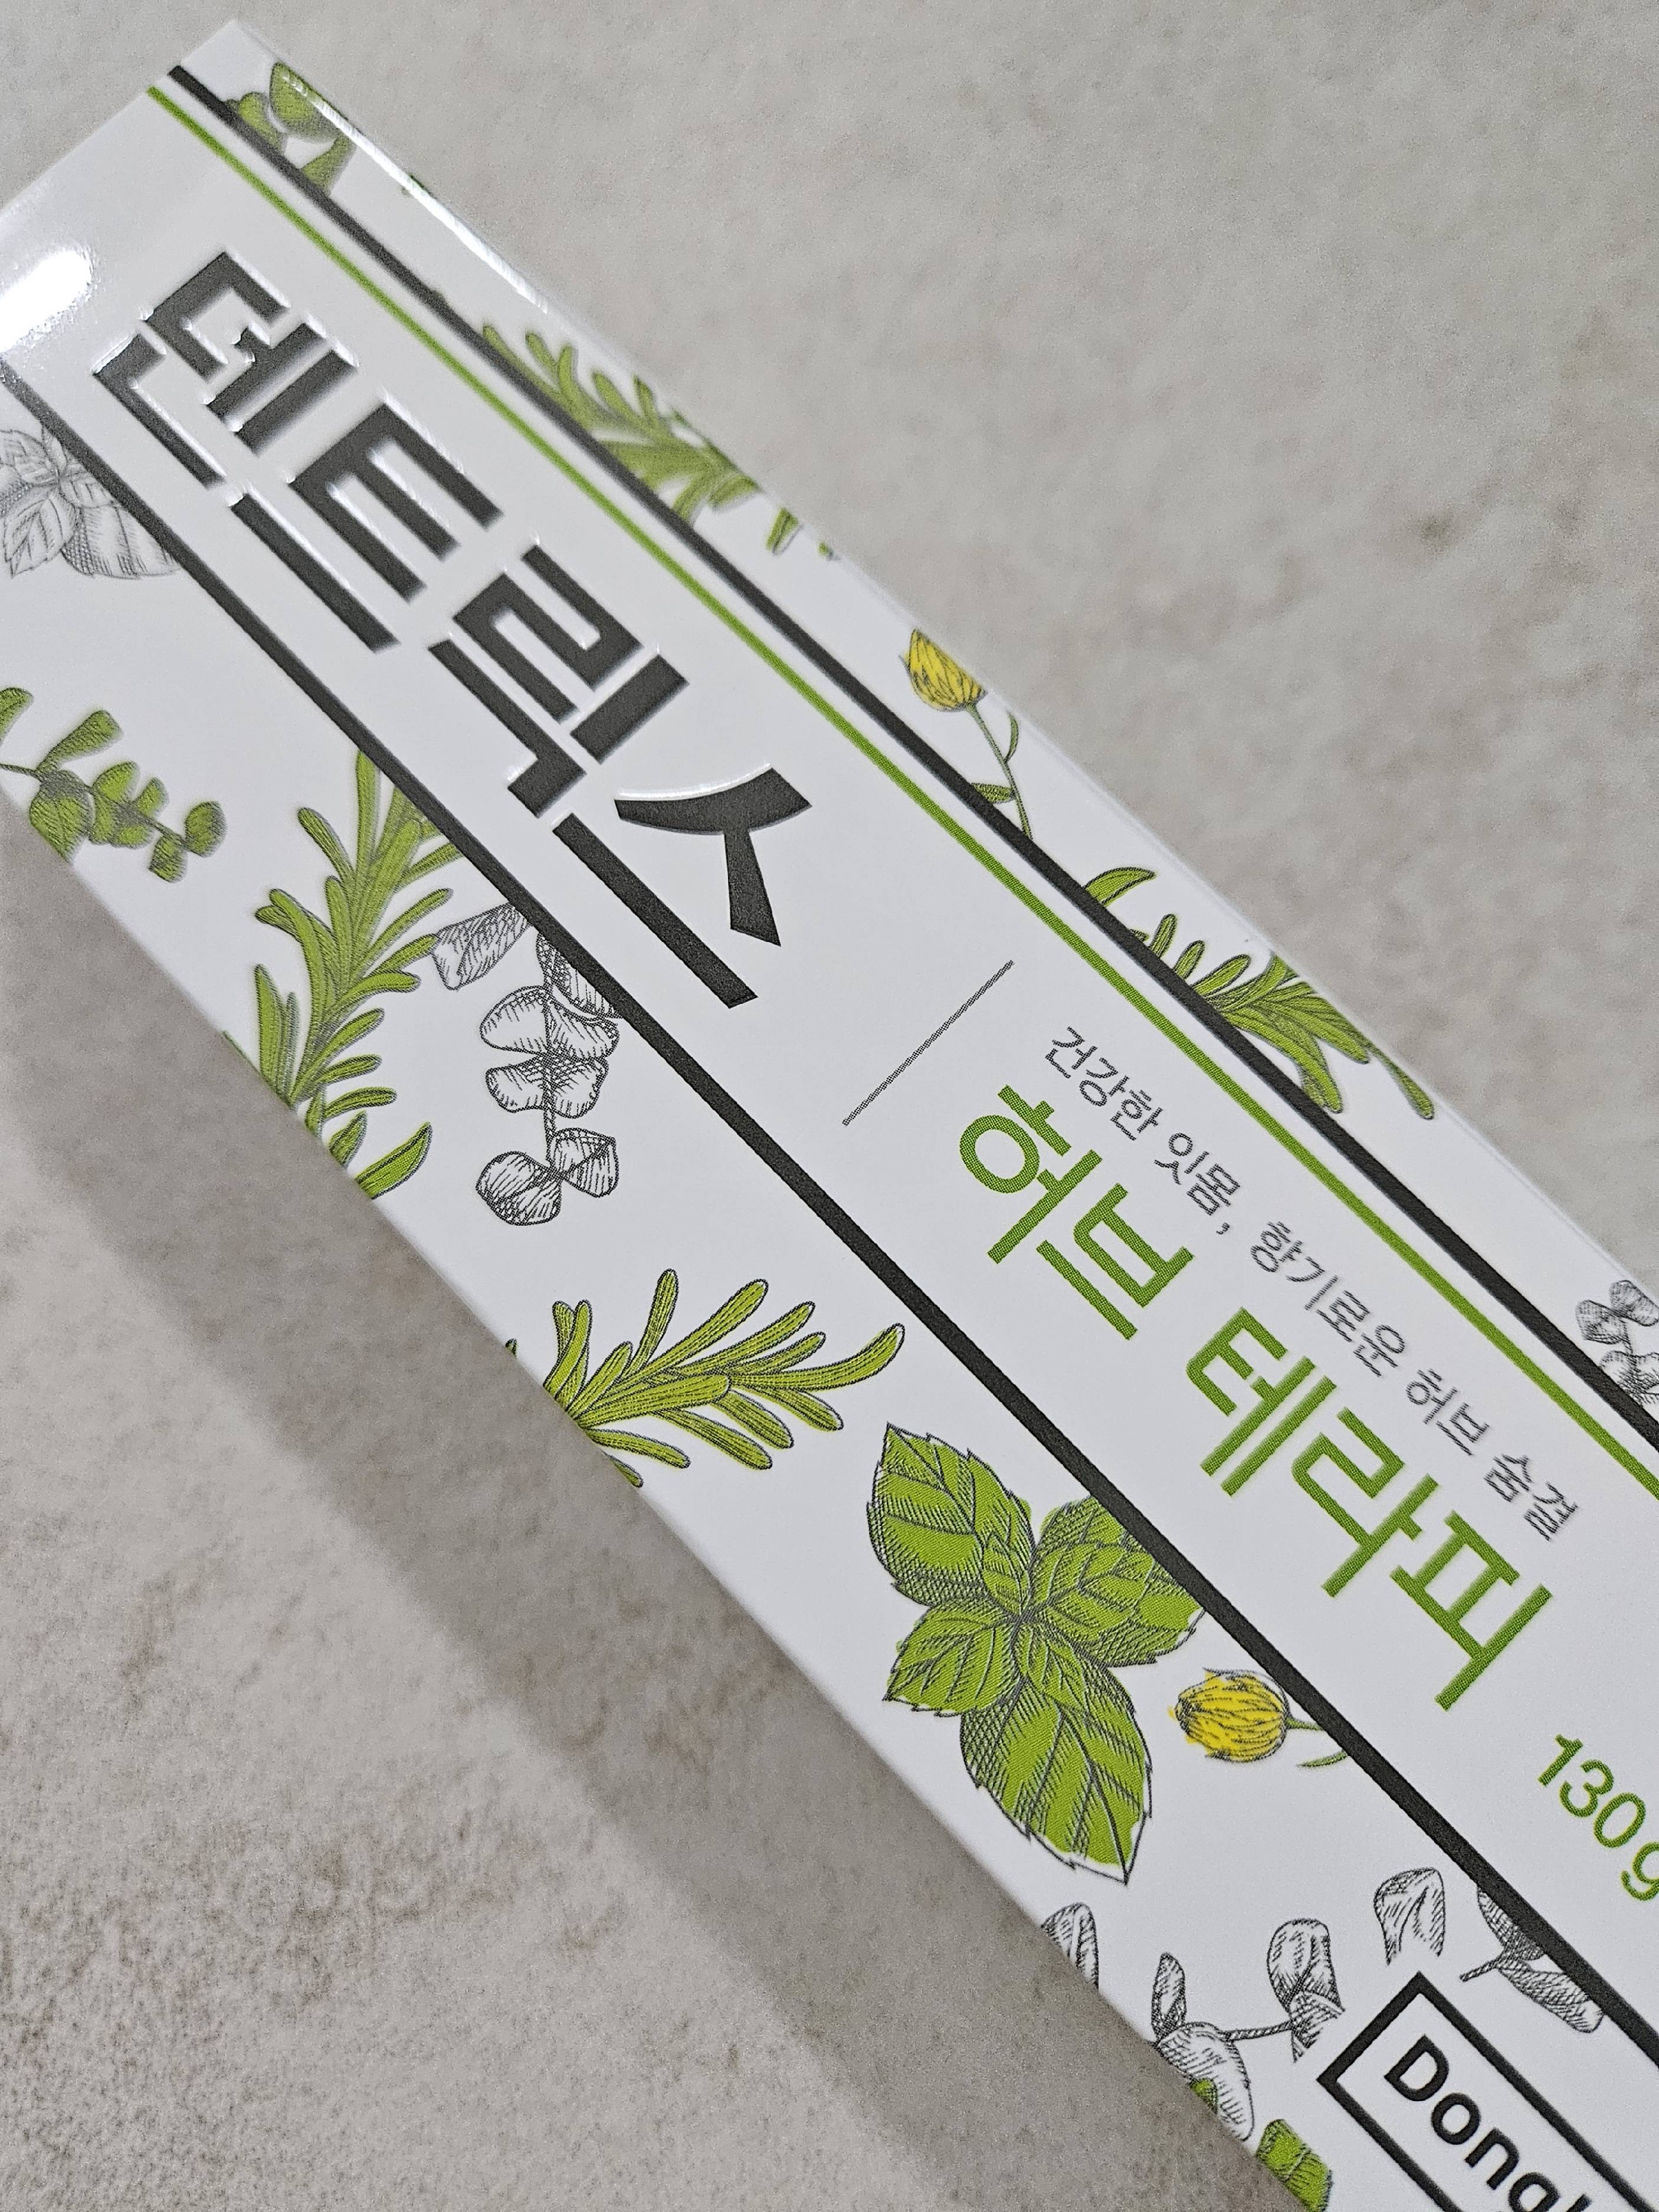 덴트릭스
건강한 잇몸, 향기로운 허브 숨결
허브 테라피
130g